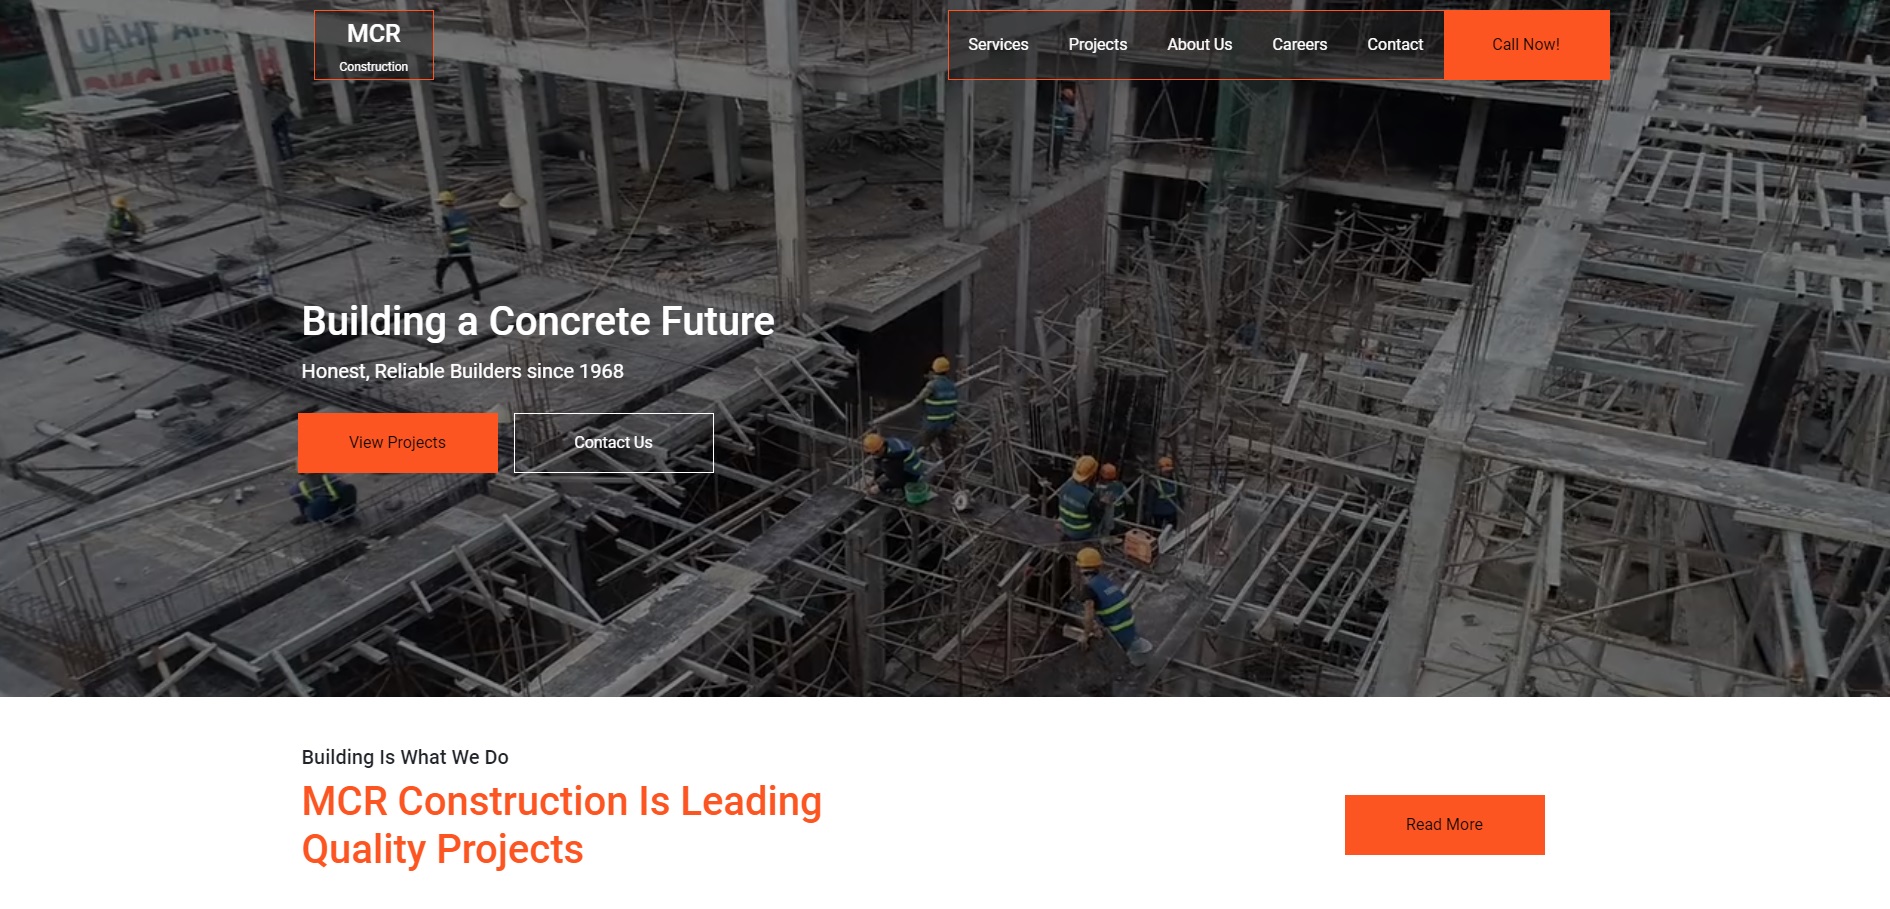 MCR
Construction
Services
Projects
About Us
Careers
Contact
Call Now!
Building a Concrete Future
Honest, Reliable Builders since 1968
View Projects
Contact Us
Building Is What We Do
MCR Construction Is Leading
Quality Projects
Read More